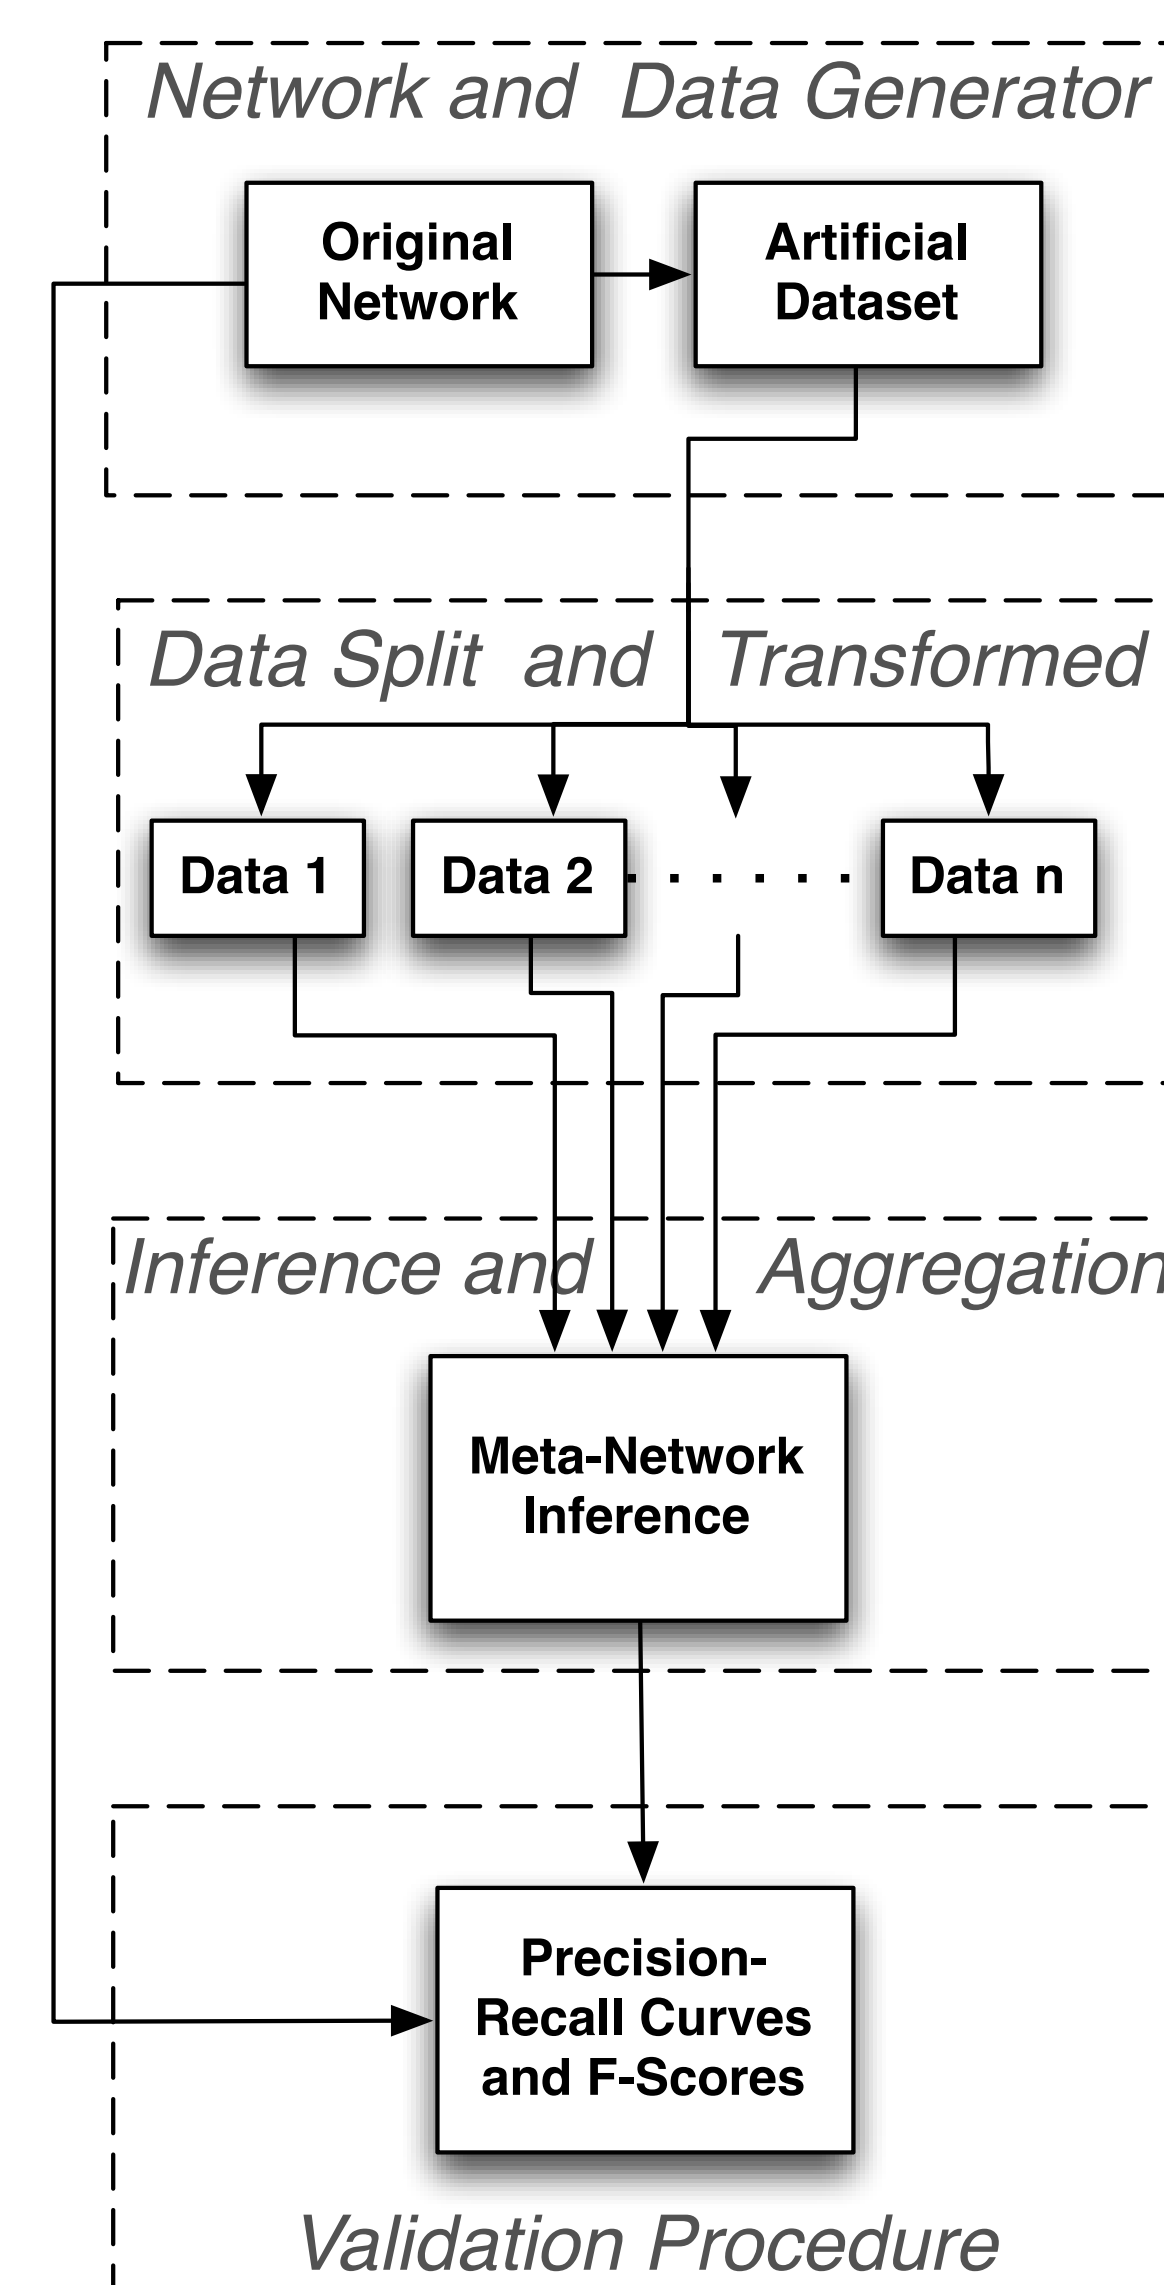 Network and Data Generator
Original
Network
Artificial
Dataset
Data Split and Transformed
Data 1
Data 2
. . . . . .
Data n
Inference and Aggregation
Meta-Network
Inference
Precision-
Recall Curves
and F-Scores
Validation Procedure